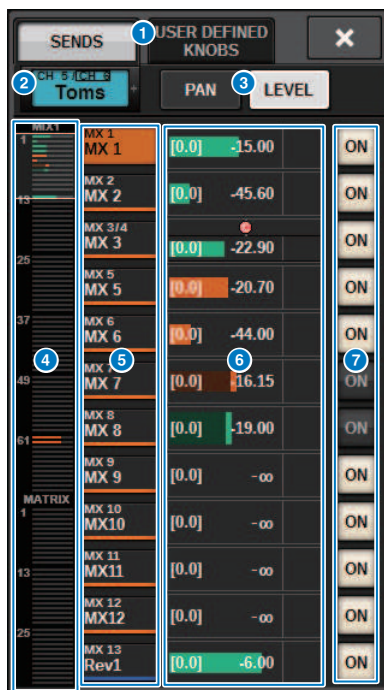 SENDS
1
USER DEFINED KNOBS
×
2
CH 5 / CH 6
Toms
PAN
3
LEVEL
MIX1
1
13
25
37
49
61
MATRIX
1
13
25
4
5
6
7
MX 1
MX 1
[0.0] -15.00
ON
MX 2
MX 2
[0.0] -45.60
ON
MX 3/4
MX 3
[0.0] -22.90
ON
MX 5
MX 5
[0.0] -20.70
ON
MX 6
MX 6
[0.0] -44.00
ON
MX 7
[0.0] -16.15
ON
MX 8
MX 8
[0.0] -19.00
ON
MX 9
MX 9
[0.0] -∞
ON
MX 10
MX10
[0.0] -∞
ON
MX 11
MX11
[0.0] -∞
ON
MX 12
MX12
[0.0] -∞
ON
MX 13
Rev1
[0.0] -6.00
ON